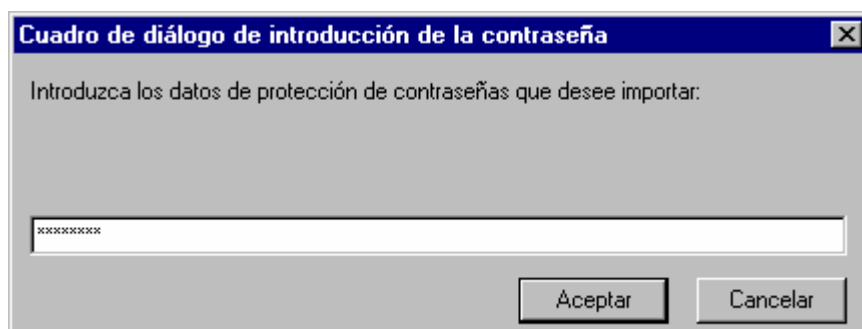 Cuadro de diálogo de introducción de la contraseña
Introduzca los datos de protección de contraseñas que desee importar:
xxxxxxxx
Aceptar Cancelar